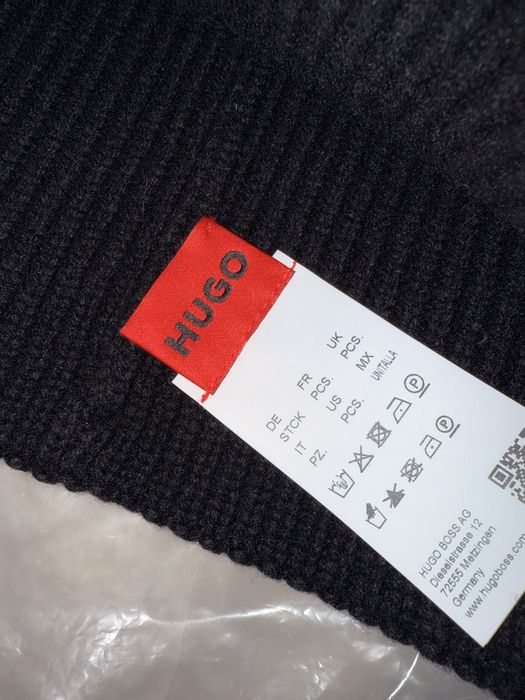 HUGO
DE FR UK
STCK PCS. PCS.
IT US MX
PZ. PCS. UNITALLA
HUGO BOSS AG
Dieselstrasse 12
72555 Metzingen
Germany
www.hugoboss.com